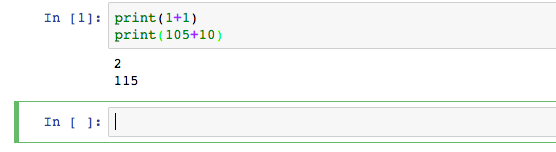 In [1]: print(1+1)
print(105+10)
2
115
In [ ]: